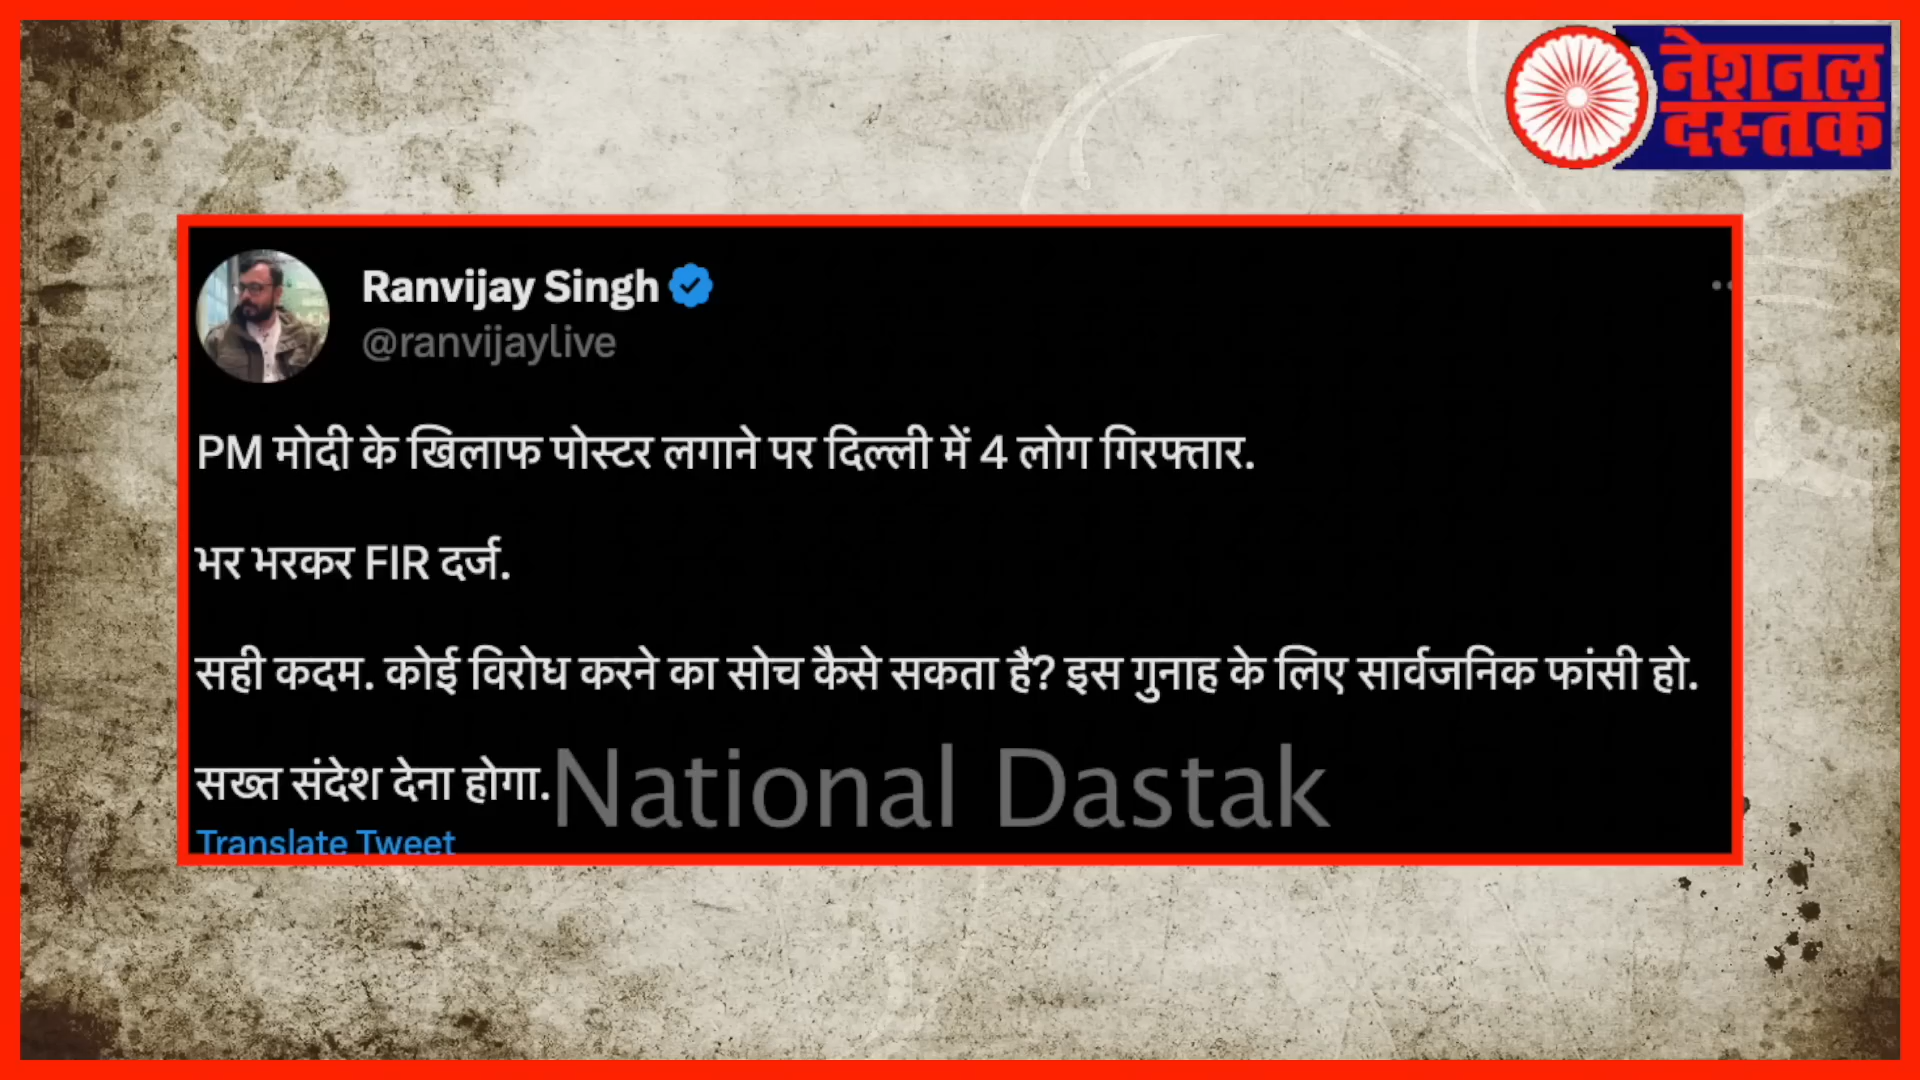 नेशनल
दस्तक
Ranvijay Singh
@ranvijaylive
PM मोदी के खिलाफ पोस्टर लगाने पर दिल्ली में 4 लोग गिरफ्तार.
भर भरकर FIR दर्ज.
सही कदम. कोई विरोध करने का सोच कैसे सकता है? इस गुनाह के लिए सार्वजनिक फांसी हो.
सख्त संदेश देना होगा.
National Dastak
Translate Tweet